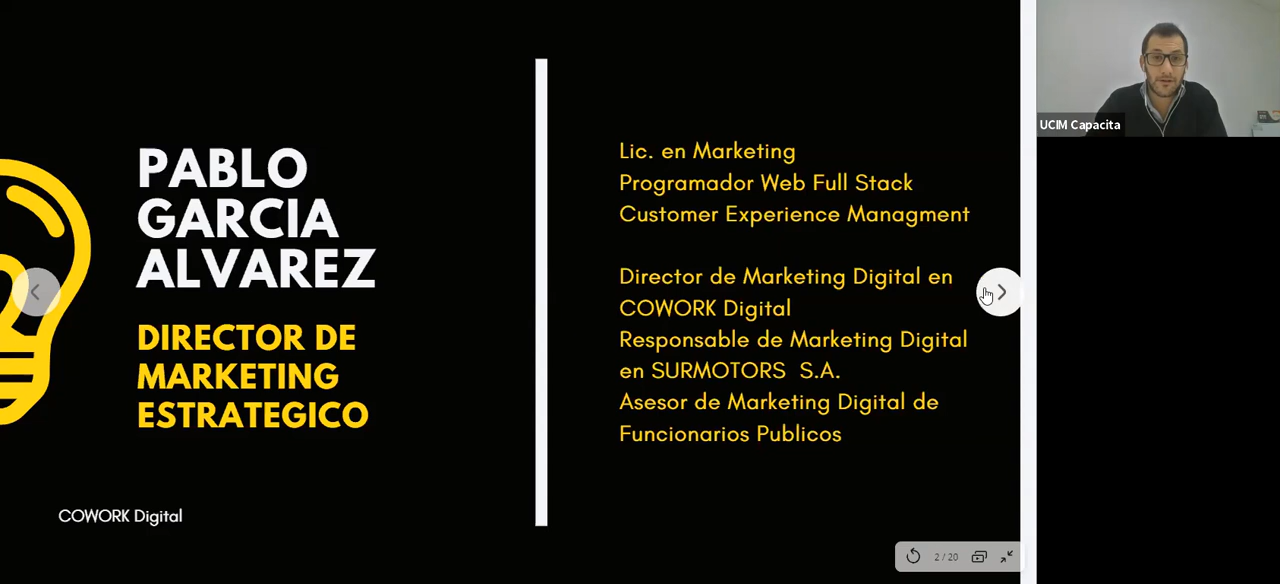 PABLO
GARCIA
ALVAREZ
DIRECTOR DE
MARKETING
ESTRATEGICO
COWORK Digital
Lic. en Marketing
Programador Web Full Stack
Customer Experience Managment
Director de Marketing Digital en
COWORK Digital
Responsable de Marketing Digital
en SURMOTORS S.A.
Asesor de Marketing Digital de
Funcionarios Publicos
2 / 20
UCIM Capacita